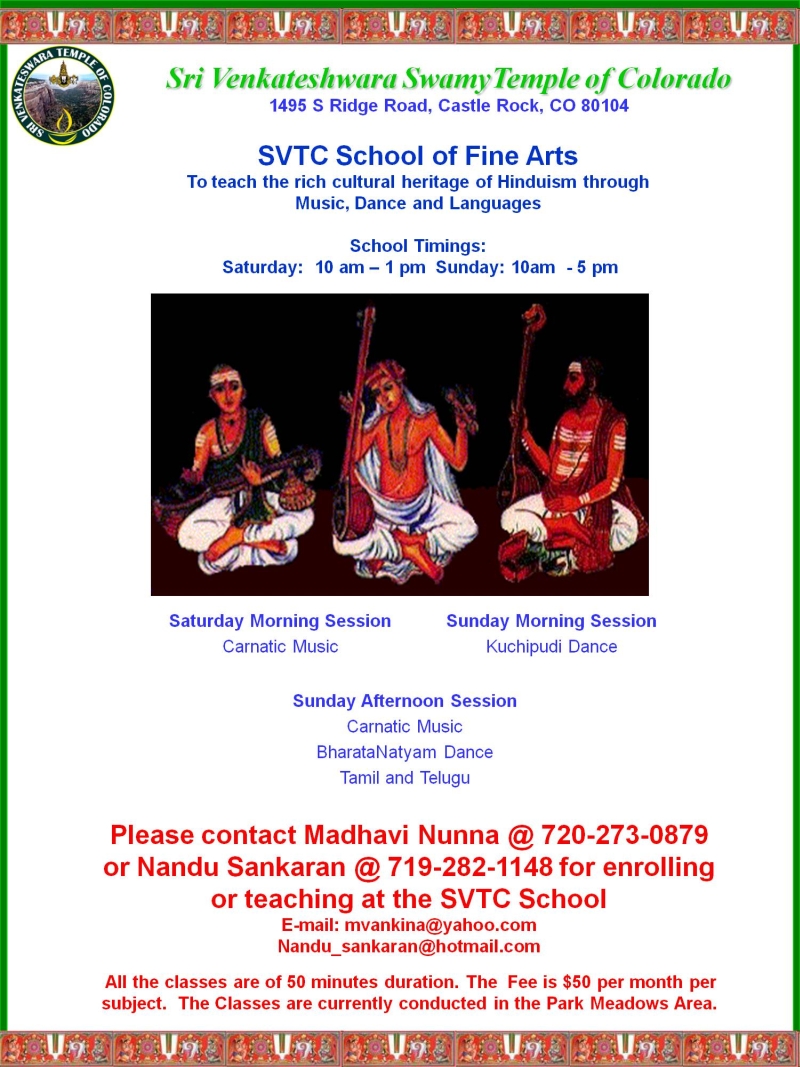 SRI VENKATESWARA TEMPLE OF COLORADO
Sri Venkateshwara SwamyTemple of Colorado
1495 S Ridge Road, Castle Rock, CO 80104
SVTC School of Fine Arts
To teach the rich cultural heritage of Hinduism through
Music, Dance and Languages
School Timings:
Saturday: 10 am – 1 pm Sunday: 10am - 5 pm
Saturday Morning Session
Carnatic Music
Sunday Morning Session
Kuchipudi Dance
Sunday Afternoon Session
Carnatic Music
BharataNatyam Dance
Tamil and Telugu
Please contact Madhavi Nunna @ 720-273-0879
or Nandu Sankaran @ 719-282-1148 for enrolling
or teaching at the SVTC School
E-mail: mvankina@yahoo.com
Nandu_sankaran@hotmail.com
All the classes are of 50 minutes duration. The Fee is $50 per month per
subject. The Classes are currently conducted in the Park Meadows Area.